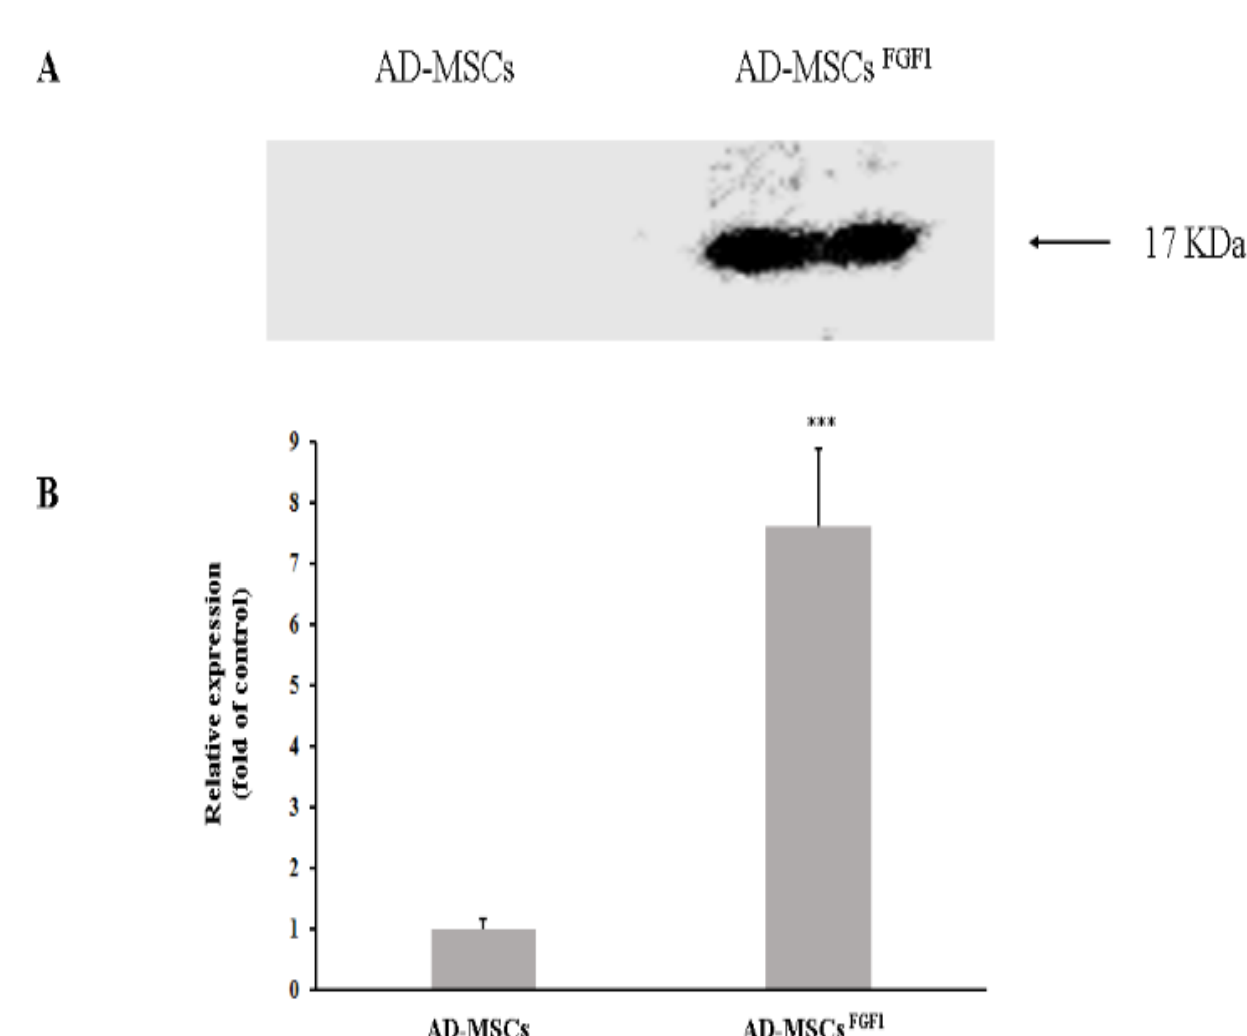 A
AD-MSCs
AD-MSCs FGF1
17 KDa
B
***
9
8
7
6
5
4
3
2
1
0
Relative expression
(fold of control)
AD-MSCs
AD-MSCs FGF1